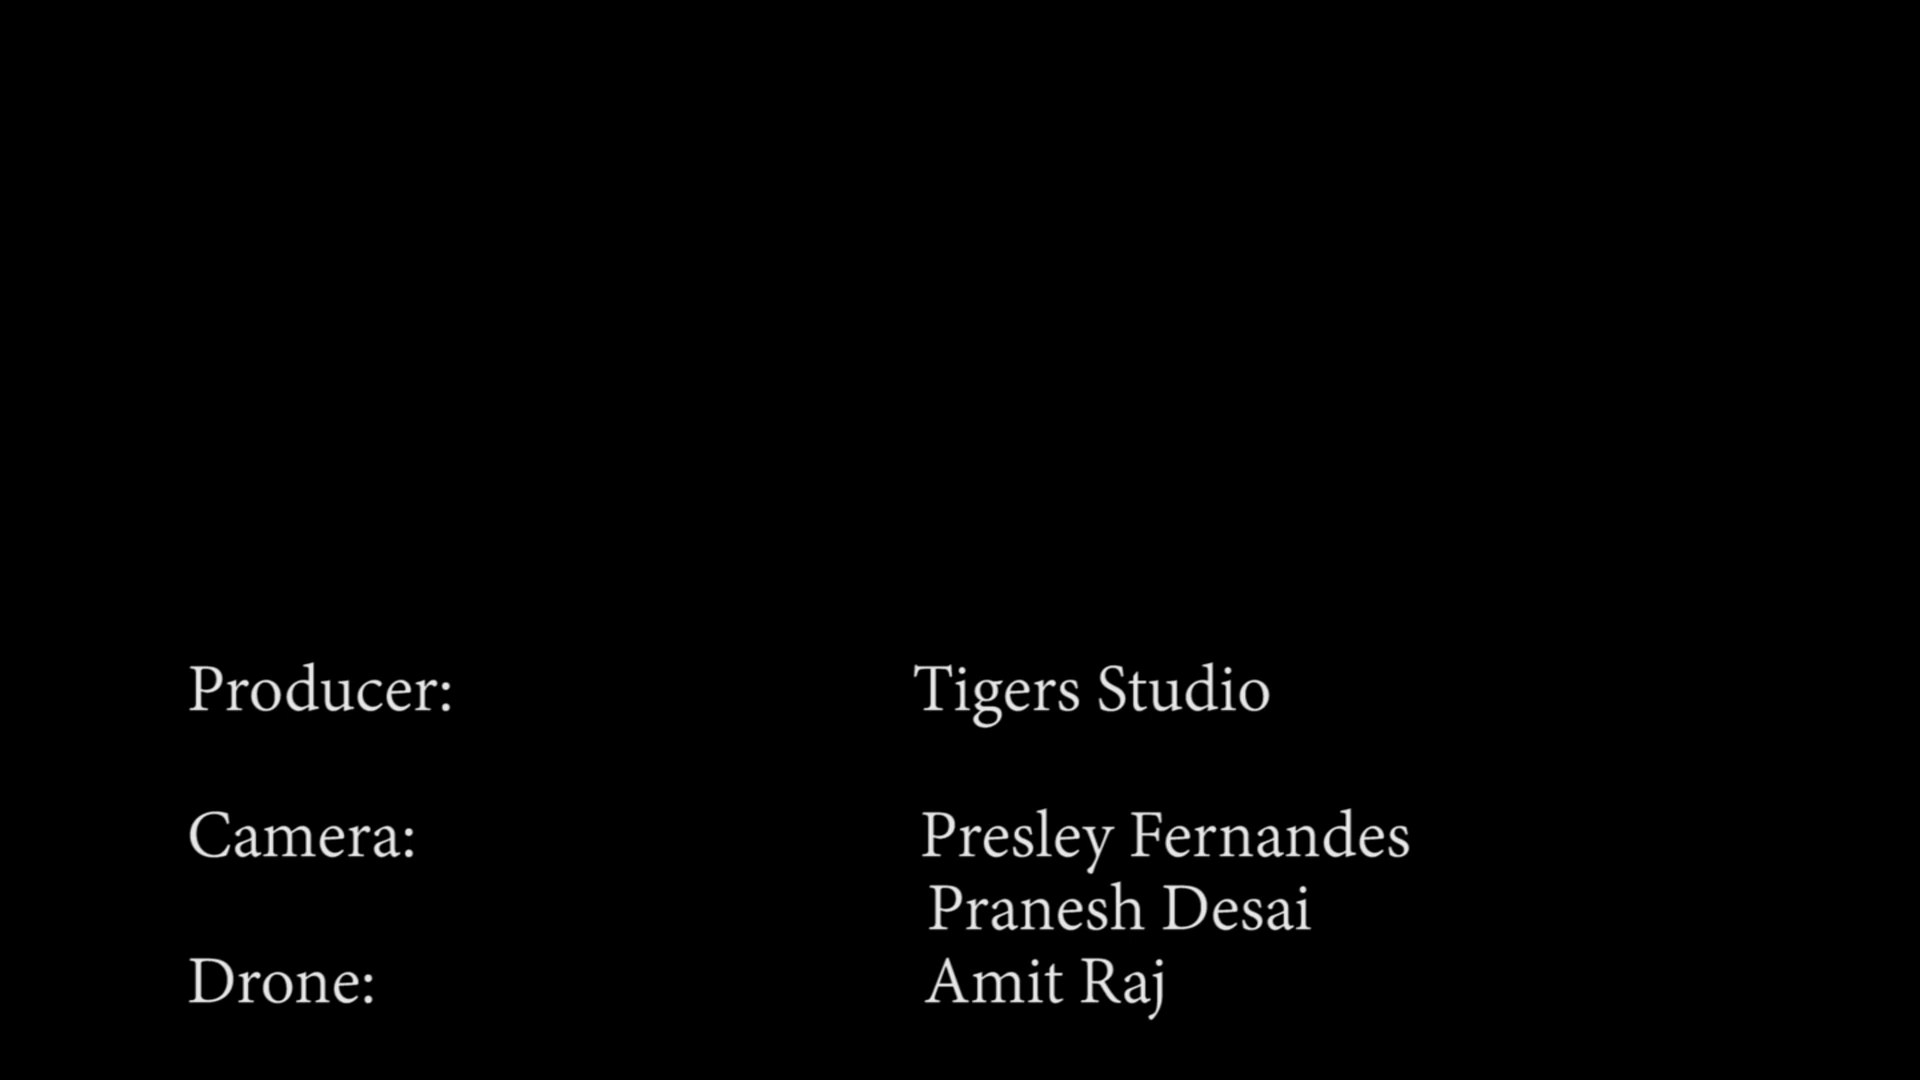 Producer: Tigers Studio
Camera: Presley Fernandes
Pranesh Desai
Drone: Amit Raj